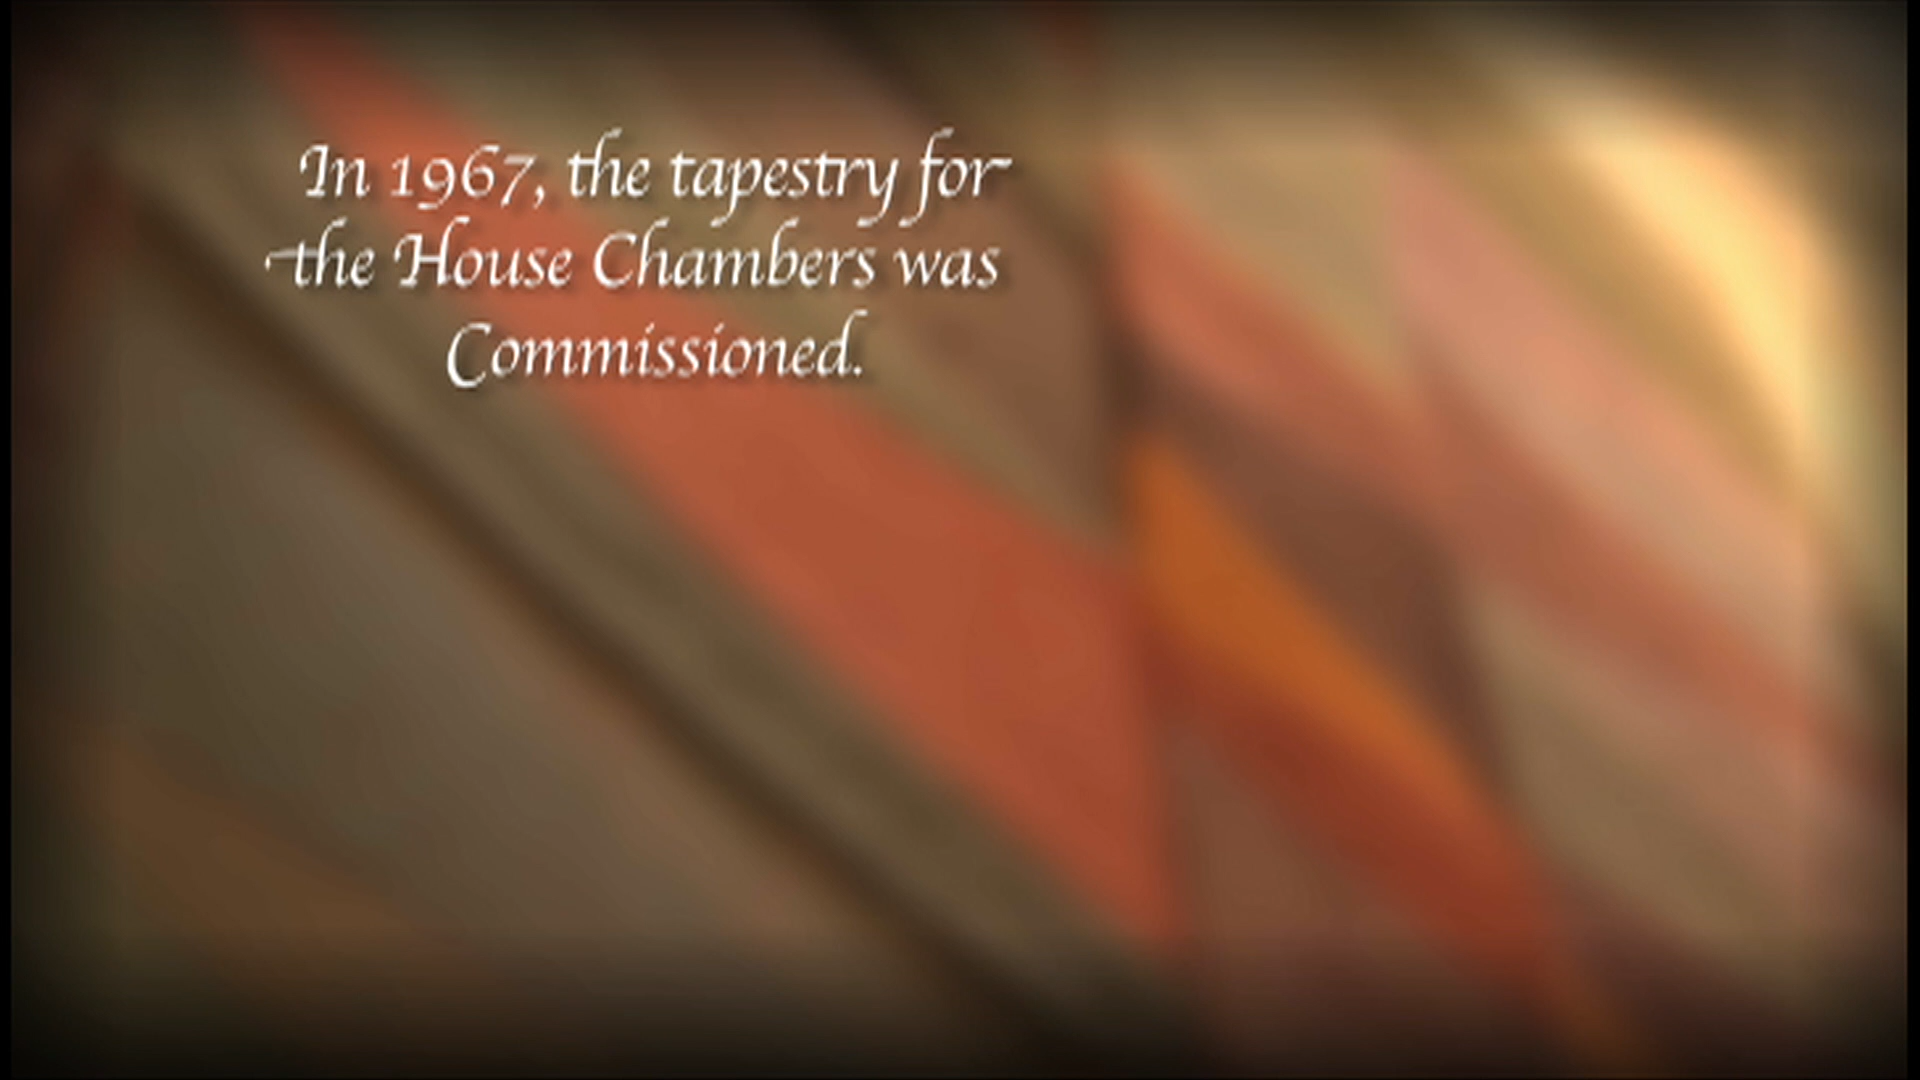 In 1967, the tapestry for
the House Chambers was
Commissioned.